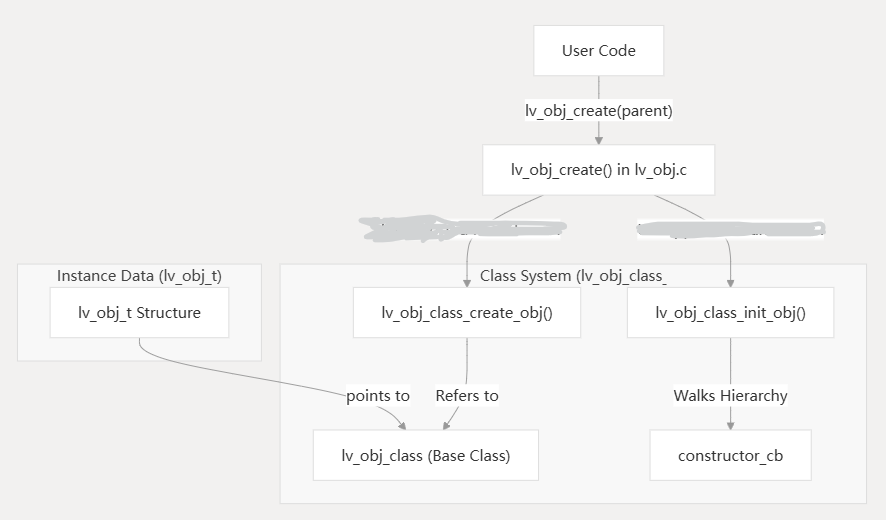 User Code
lv_obj_create(parent)
lv_obj_create() in lv_obj.c
Instance Data (lv_obj_t)
Class System (lv_obj_class_
lv_obj_t Structure
lv_obj_class_create_obj()
lv_obj_class_init_obj()
points to
Refers to
Walks Hierarchy
lv_obj_class (Base Class)
constructor_cb